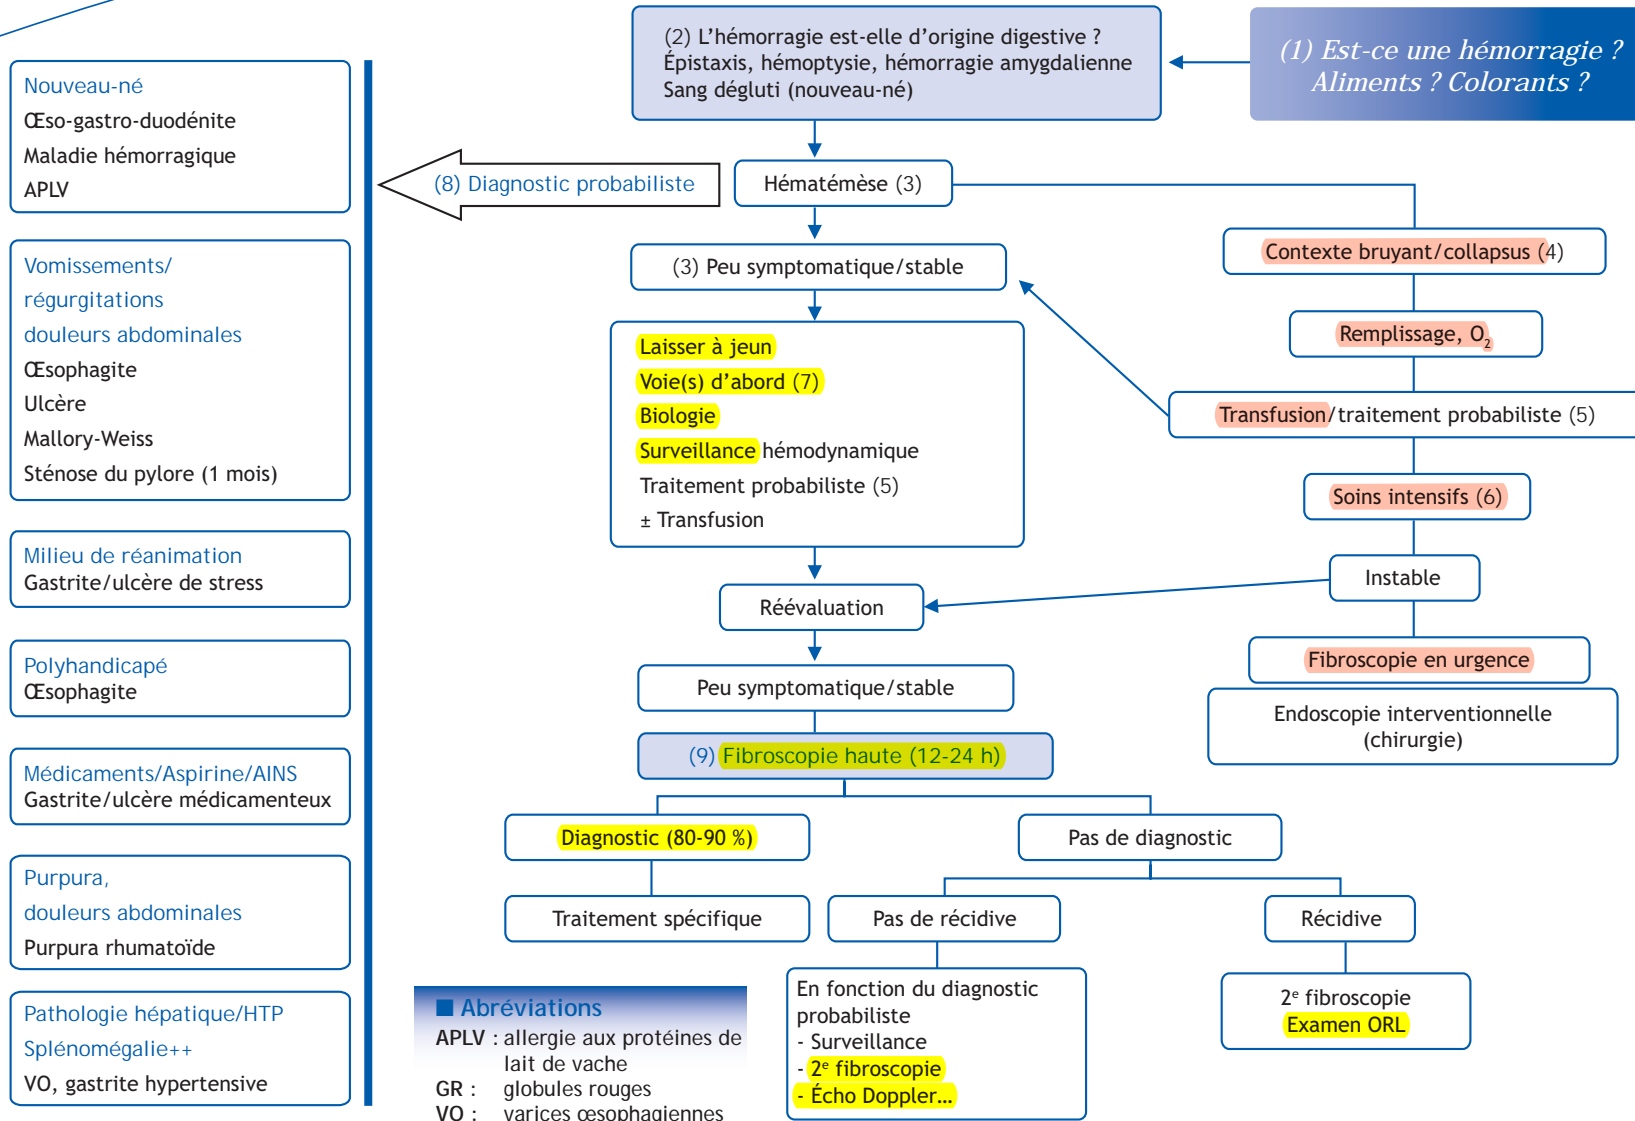 (1) Est-ce une hémorragie ?
Aliments ? Colorants ?
(2) L’hémorragie est-elle d’origine digestive ?
Épistaxis, hémoptysie, hémorragie amygdalienne
Sang dégluti (nouveau-né)
Hématémèse (3)
(8) Diagnostic probabiliste
Nouveau-né
Œso-gastro-duodénite
Maladie hémorragique
APLV
Vomissements/
régurgitations
douleurs abdominales
Œsophagite
Ulcère
Mallory-Weiss
Sténose du pylore (1 mois)
Milieu de réanimation
Gastrite/ulcère de stress
Polyhandicapé
Œsophagite
Médicaments/Aspirine/AINS
Gastrite/ulcère médicamenteux
Purpura,
douleurs abdominales
Purpura rhumatoïde
Pathologie hépatique/HTP
Splénomégalie++
VO, gastrite hypertensive
(3) Peu symptomatique/stable
Laisser à jeun
Voie(s) d’abord (7)
Biologie
Surveillance hémodynamique
Traitement probabiliste (5)
± Transfusion
Réévaluation
Peu symptomatique/stable
(9) Fibroscopie haute (12-24 h)
Contexte bruyant/collapsus (4)
Remplissage, O₂
Transfusion/traitement probabiliste (5)
Soins intensifs (6)
Instable
Fibroscopie en urgence
Endoscopie interventionnelle
(chirurgie)
Diagnostic (80-90 %)
Traitement spécifique
Pas de diagnostic
Pas de récidive
En fonction du diagnostic
probabiliste
- Surveillance
- 2ᵉ fibroscopie
- Écho Doppler…
Récidive
2ᵉ fibroscopie
Examen ORL
■ Abréviations
APLV : allergie aux protéines de
lait de vache
GR : globules rouges
VO : varices œsophagiennes